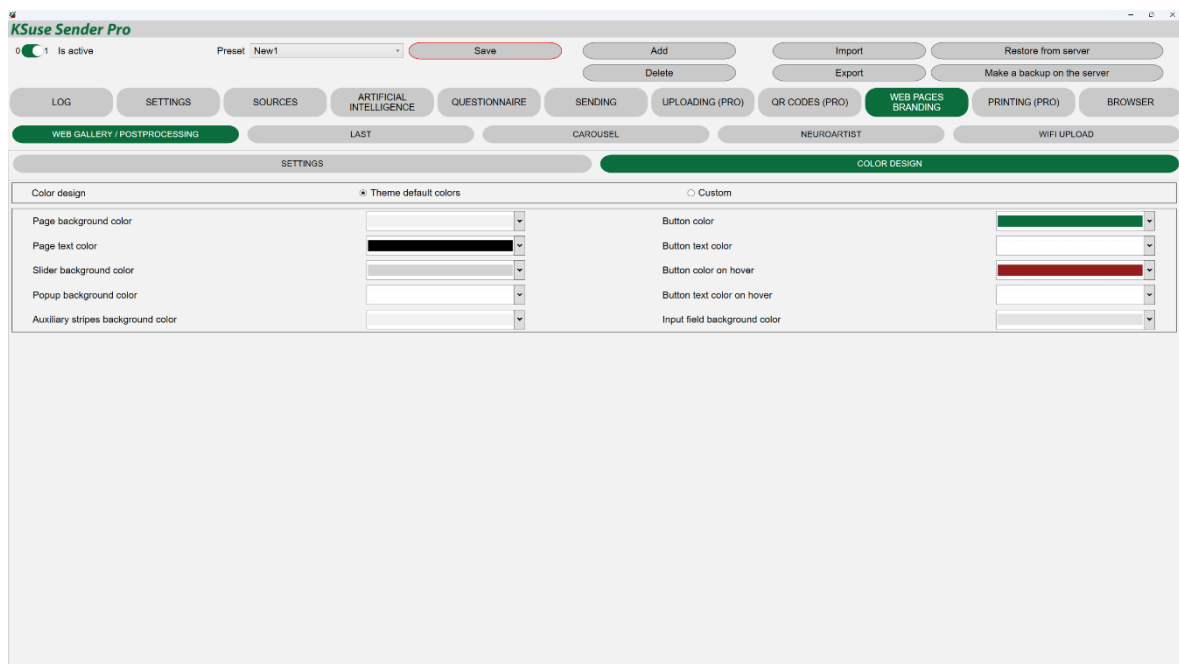 KSuse Sender Pro
0 1 Is active Preset New1 Save Add Import Restore from server
Delete Export Make a backup on the server
LOG SETTINGS SOURCES ARTIFICIAL INTELLIGENCE QUESTIONNAIRE SENDING UPLOADING (PRO) QR CODES (PRO) WEB PAGES BRANDING PRINTING (PRO) BROWSER
WEB GALLERY / POSTPROCESSING LAST CAROUSEL NEUROARTIST WIFI UPLOAD
SETTINGS COLOR DESIGN
Color design Theme default colors Custom
Page background color Button color
Page text color Button text color
Slider background color Button color on hover
Popup background color Button text color on hover
Auxiliary stripes background color Input field background color